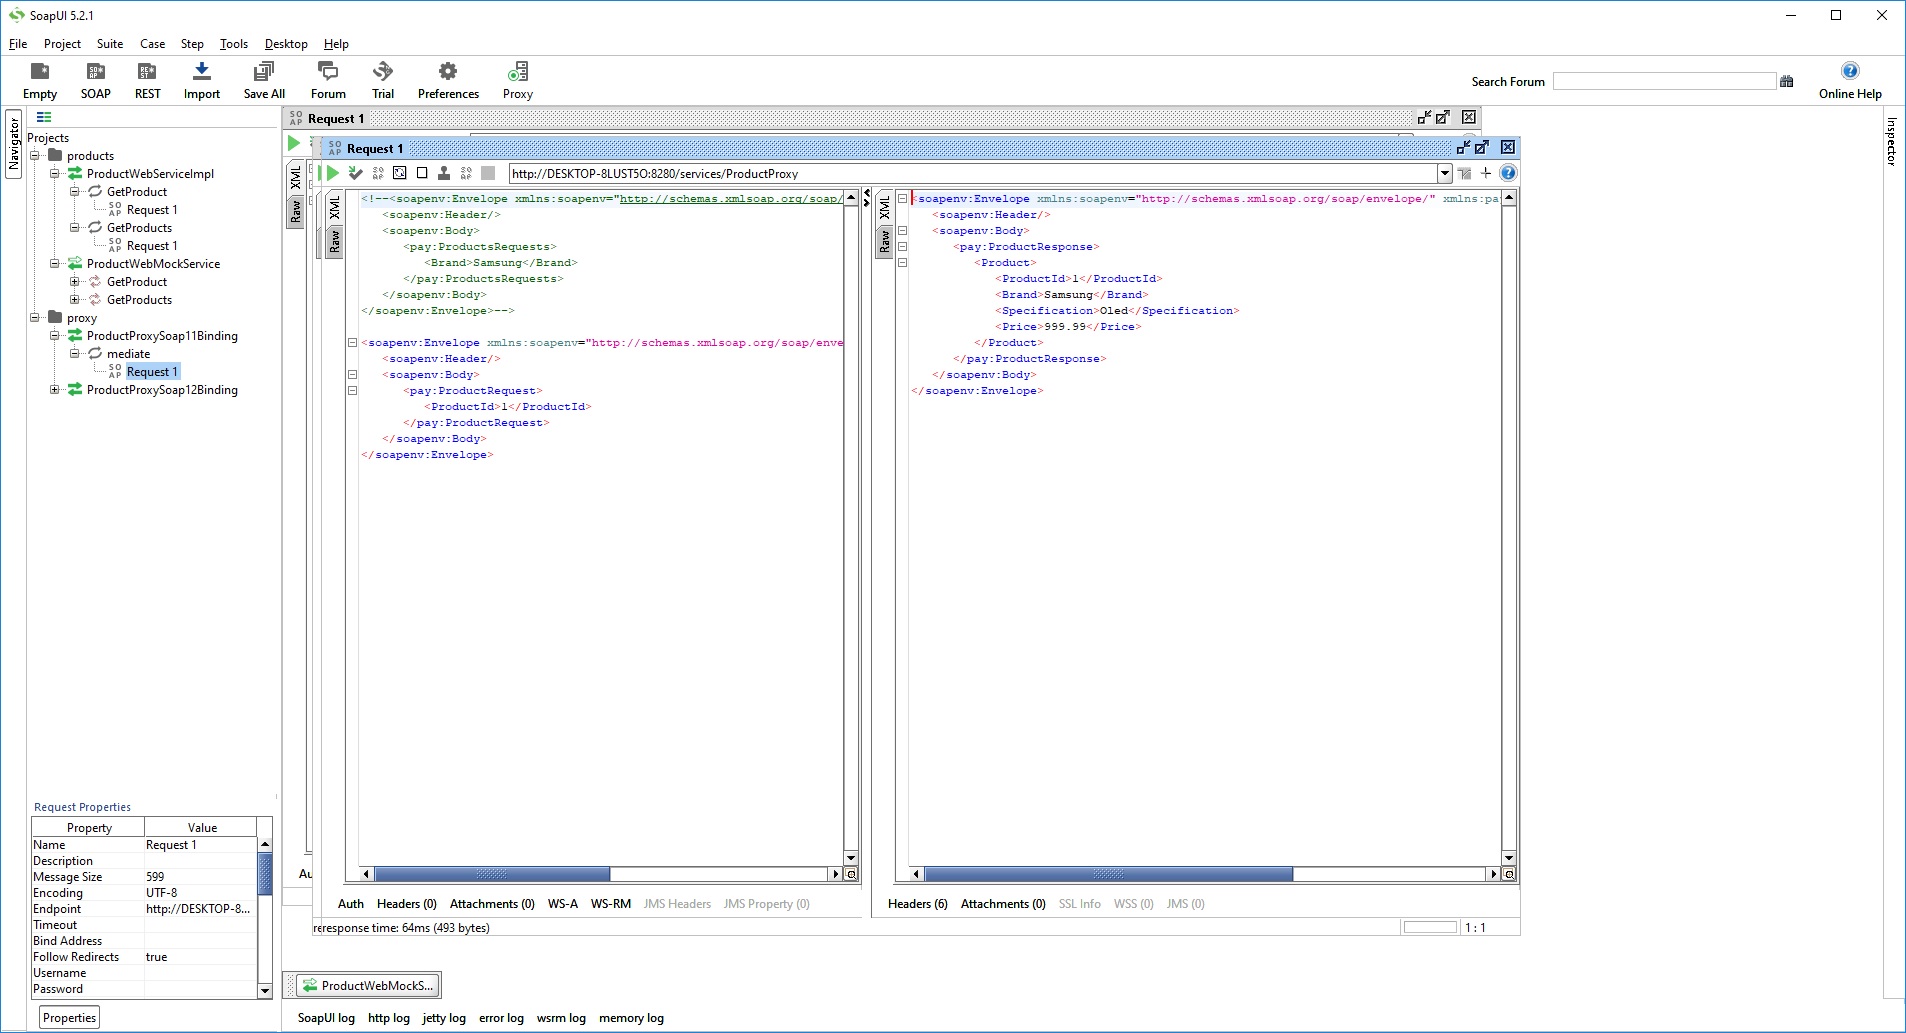 SoapUI 5.2.1
File Project Suite Case Step Tools Desktop Help
Empty SOAP REST Import Save All Forum Trial Preferences Proxy
Search Forum
Online Help
Navigator
Inspector
Projects
products
ProductWebServiceImpl
GetProduct
Request 1
GetProducts
Request 1
ProductWebMockService
GetProduct
GetProducts
proxy
ProductProxySoap11Binding
mediate
Request 1
ProductProxySoap12Binding
Request Properties
Property Value
Name Request 1
Description
Message Size 599
Encoding UTF-8
Endpoint http://DESKTOP-8...
Timeout
Bind Address
Follow Redirects true
Username
Password
Properties
Request 1
XML
Raw
Au
Request 1
http://DESKTOP-8LUST5O:8280/services/ProductProxy
XML
Raw
<!--<soapenv:Envelope xmlns:soapenv="http://schemas.xmlsoap.org/soap/
<soapenv:Header/>
<soapenv:Body>
<pay:ProductsRequests>
<Brand>Samsung</Brand>
</pay:ProductsRequests>
</soapenv:Body>
</soapenv:Envelope>-->
<soapenv:Envelope xmlns:soapenv="http://schemas.xmlsoap.org/soap/enve
<soapenv:Header/>
<soapenv:Body>
<pay:ProductRequest>
<ProductId>1</ProductId>
</pay:ProductRequest>
</soapenv:Body>
</soapenv:Envelope>
XML
Raw
<soapenv:Envelope xmlns:soapenv="http://schemas.xmlsoap.org/soap/envelope/" xmlns:pa
<soapenv:Header/>
<soapenv:Body>
<pay:ProductResponse>
<Product>
<ProductId>1</ProductId>
<Brand>Samsung</Brand>
<Specification>Oled</Specification>
<Price>999.99</Price>
</Product>
</pay:ProductResponse>
</soapenv:Body>
</soapenv:Envelope>
Auth Headers (0) Attachments (0) WS-A WS-RM JMS Headers JMS Property (0)
Headers (6) Attachments (0) SSL Info WSS (0) JMS (0)
response time: 64ms (493 bytes)
1 : 1
ProductWebMockS...
SoapUI log http log jetty log error log wsrm log memory log